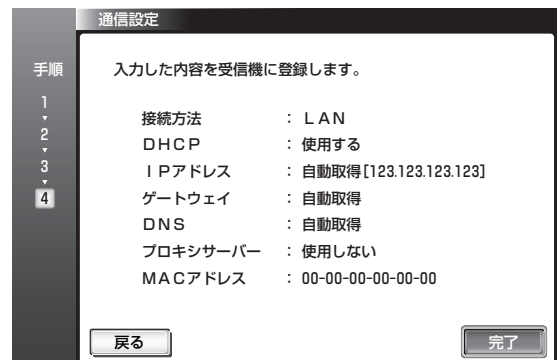 通信設定
手順
1
2
3
4
入力した内容を受信機に登録します。
接続方法 ： ＬＡＮ
ＤＨＣＰ ： 使用する
ＩＰアドレス ： 自動取得[123.123.123.123]
ゲートウェイ ： 自動取得
ＤＮＳ ： 自動取得
プロキシサーバー ： 使用しない
ＭＡＣアドレス ： 00-00-00-00-00-00
戻る
完了